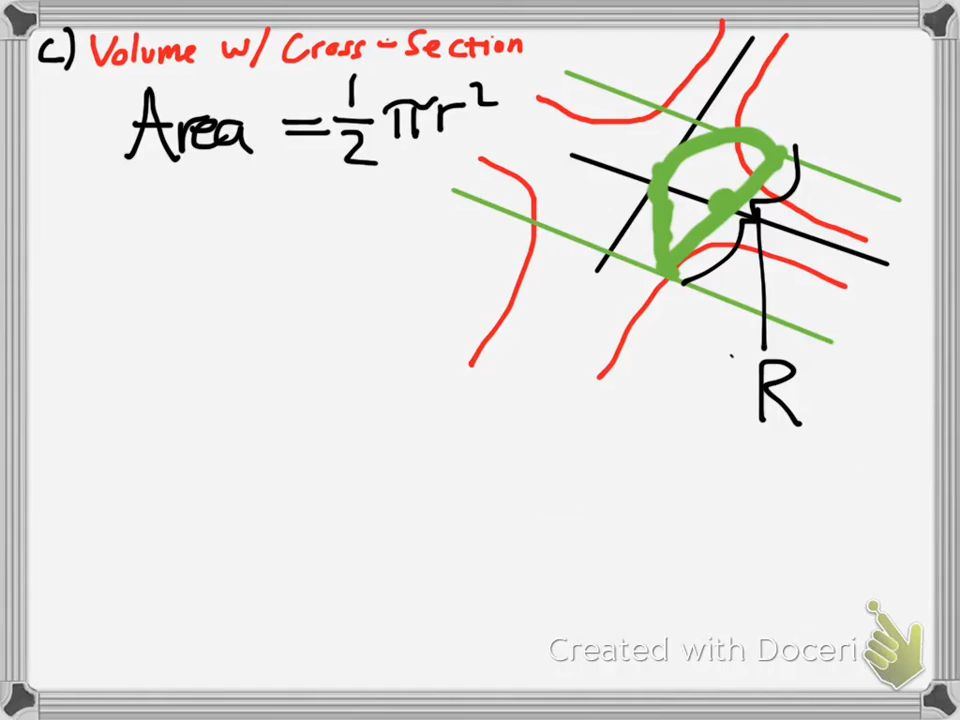 c) Volume w/ Cross-Section
Area = 1/2 πr²
R
Created with Doceri